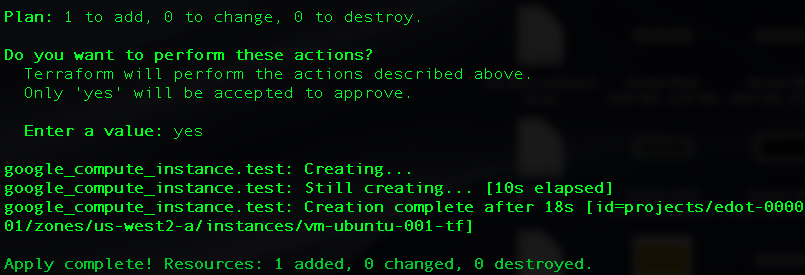 Plan: 1 to add, 0 to change, 0 to destroy.
Do you want to perform these actions?
Terraform will perform the actions described above.
Only 'yes' will be accepted to approve.
Enter a value: yes
google_compute_instance.test: Creating...
google_compute_instance.test: Still creating... [10s elapsed]
google_compute_instance.test: Creation complete after 18s [id=projects/edot-0000
01/zones/us-west2-a/instances/vm-ubuntu-001-tf]
Apply complete! Resources: 1 added, 0 changed, 0 destroyed.